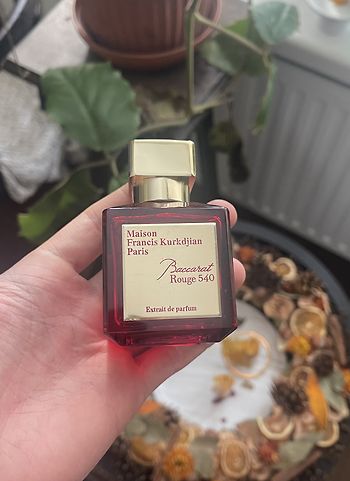 Maison
Francis Kurkdjian
Paris
Baccarat
Rouge 540
Extrait de parfum